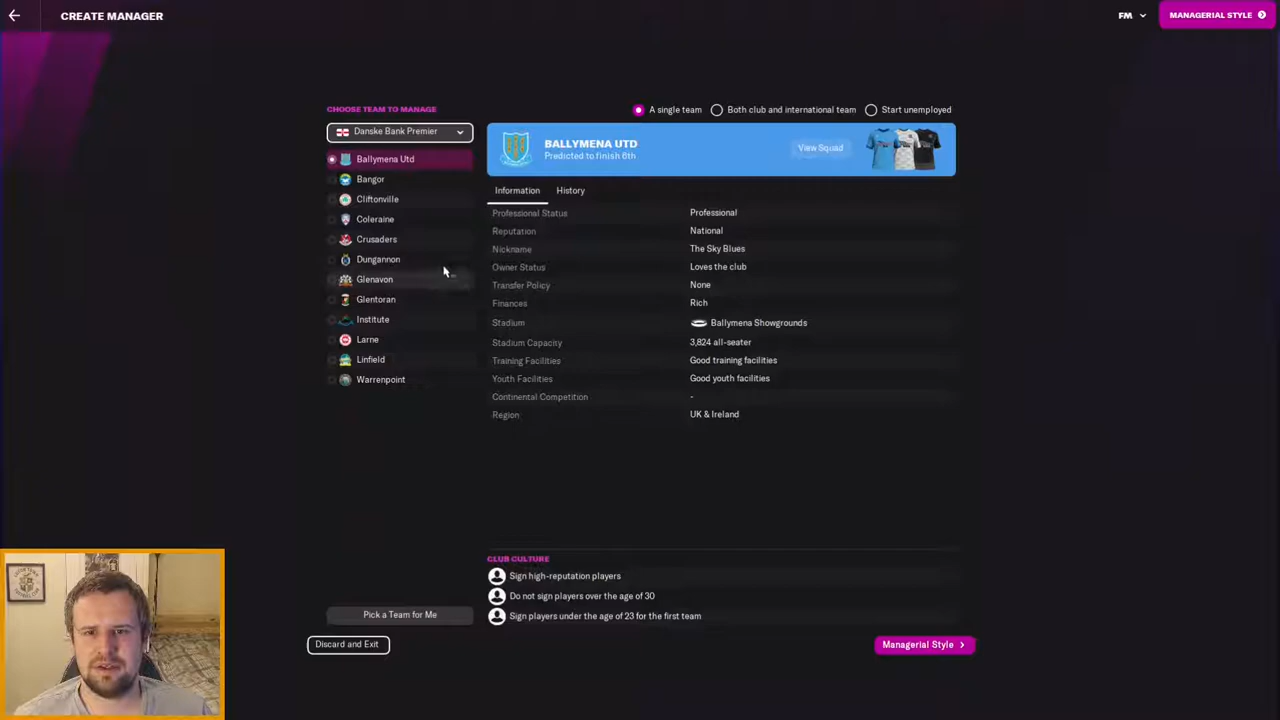 CREATE MANAGER
FM
MANAGERIAL STYLE
CHOOSE TEAM TO MANAGE
A single team
Both club and international team
Start unemployed
Danske Bank Premier
Ballymena Utd
Bangor
Cliftonville
Coleraine
Crusaders
Dungannon
Glenavon
Glentoran
Institute
Larne
Linfield
Warrenpoint
Pick a Team for Me
Discard and Exit
BALLYMENA UTD
Predicted to finish 6th
View Squad
Information
History
Professional Status Professional
Reputation National
Nickname The Sky Blues
Owner Status Loves the club
Transfer Policy None
Finances Rich
Stadium Ballymena Showgrounds
Stadium Capacity 3,824 all-seater
Training Facilities Good training facilities
Youth Facilities Good youth facilities
Continental Competition -
Region UK & Ireland
CLUB CULTURE
Sign high-reputation players
Do not sign players over the age of 30
Sign players under the age of 23 for the first team
Managerial Style